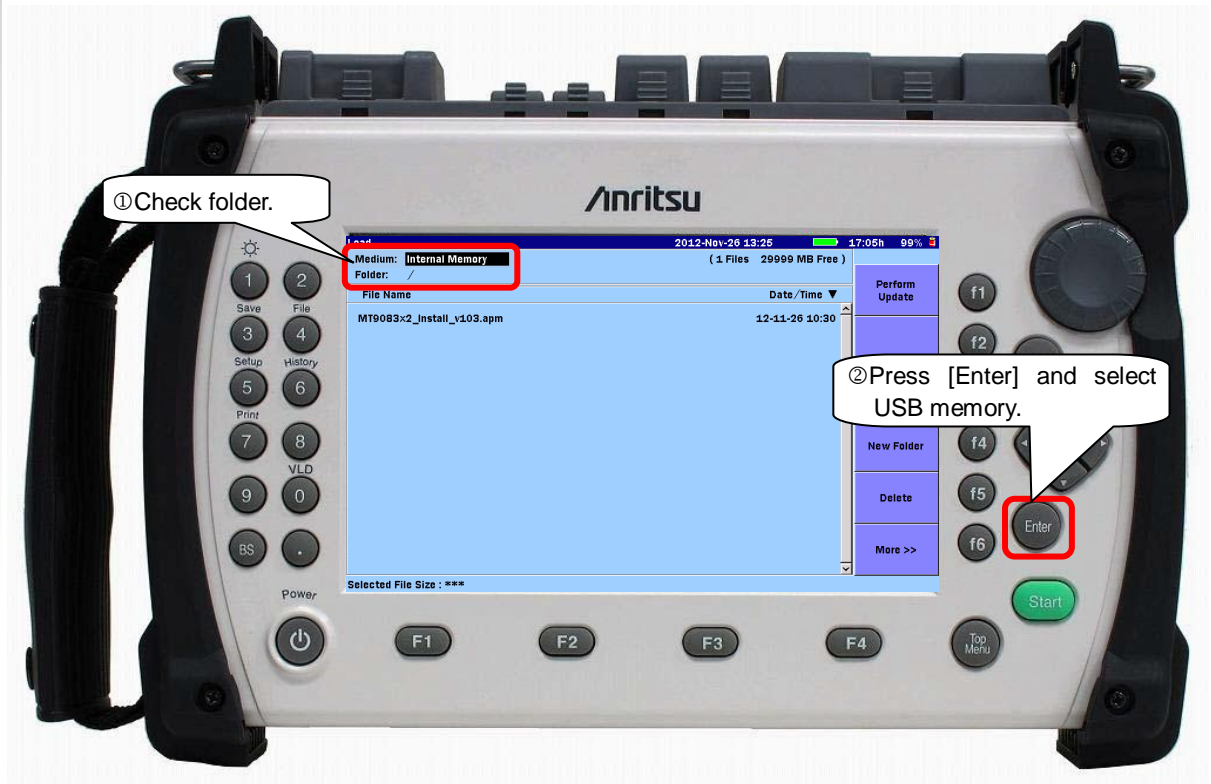 Anritsu
①Check folder.
Load 2012-Nov-26 13:25 17:05h 99%
Medium: Internal Memory (1 Files 29999 MB Free)
Folder: /
File Name Date/Time ▼
MT9083x2_Install_v103.apm 12-11-26 10:30
Perform
Update
New Folder
Delete
More >>
Selected File Size : ***
②Press [Enter] and select
USB memory.
1
2
Save
File
3
4
Setup
History
5
6
Print
7
8
VLD
9
0
BS
.
Power
F1
F2
F3
F4
f1
f2
f4
f5
f6
Enter
Start
Top
Menu